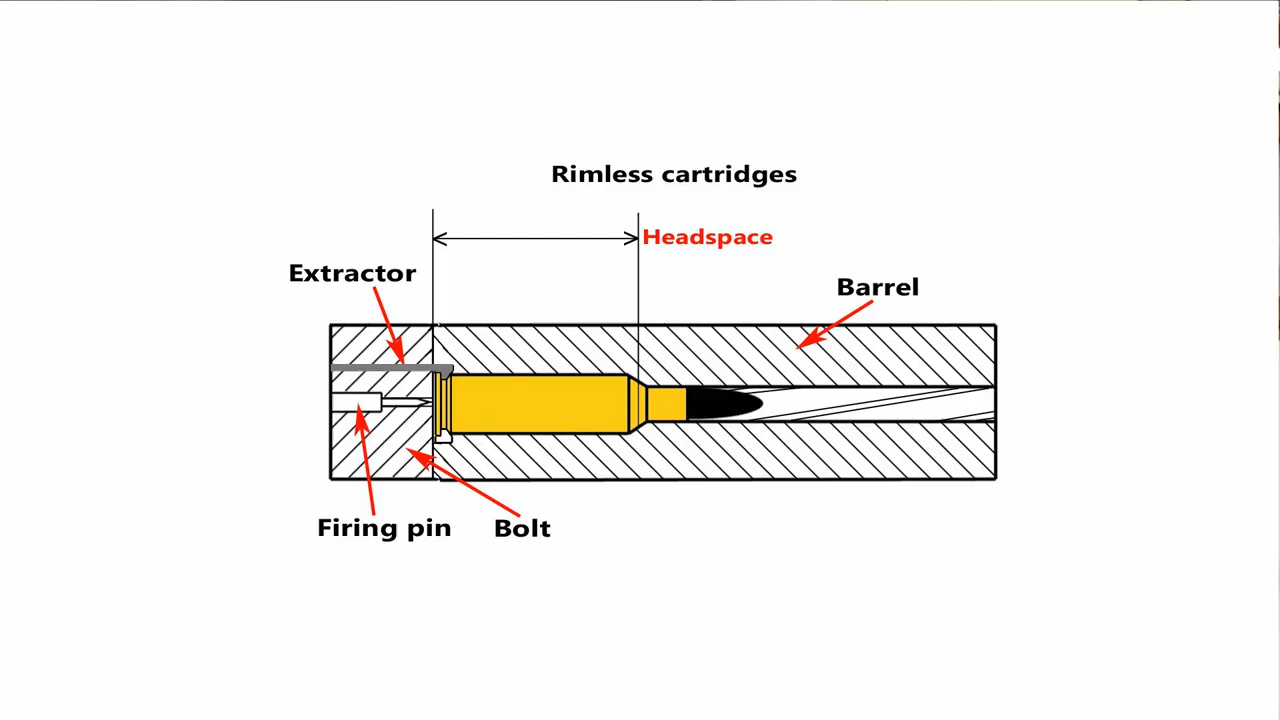 Rimless cartridges
Headspace
Extractor
Barrel
Firing pin
Bolt